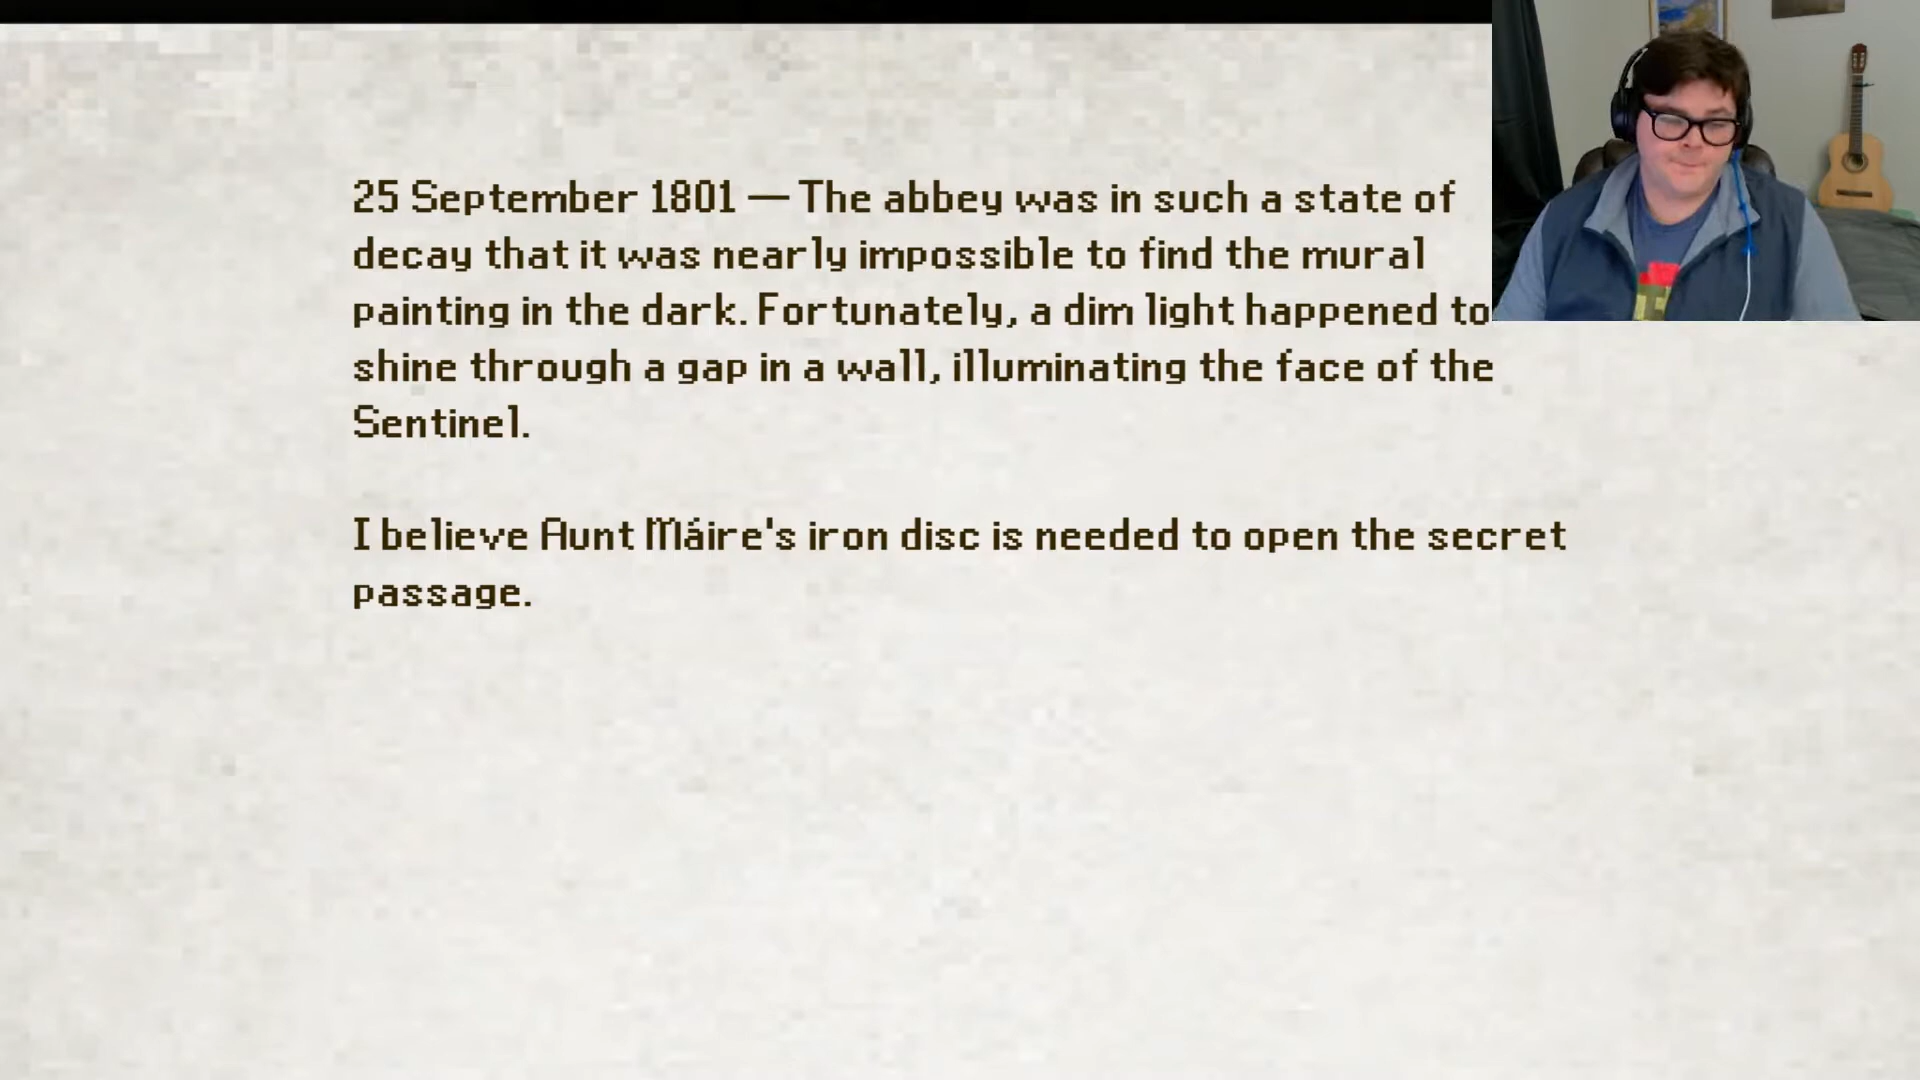 25 September 1801 — The abbey was in such a state of
decay that it was nearly impossible to find the mural
painting in the dark. Fortunately, a dim light happened to
shine through a gap in a wall, illuminating the face of the
Sentinel.
I believe Aunt Máire's iron disc is needed to open the secret
passage.